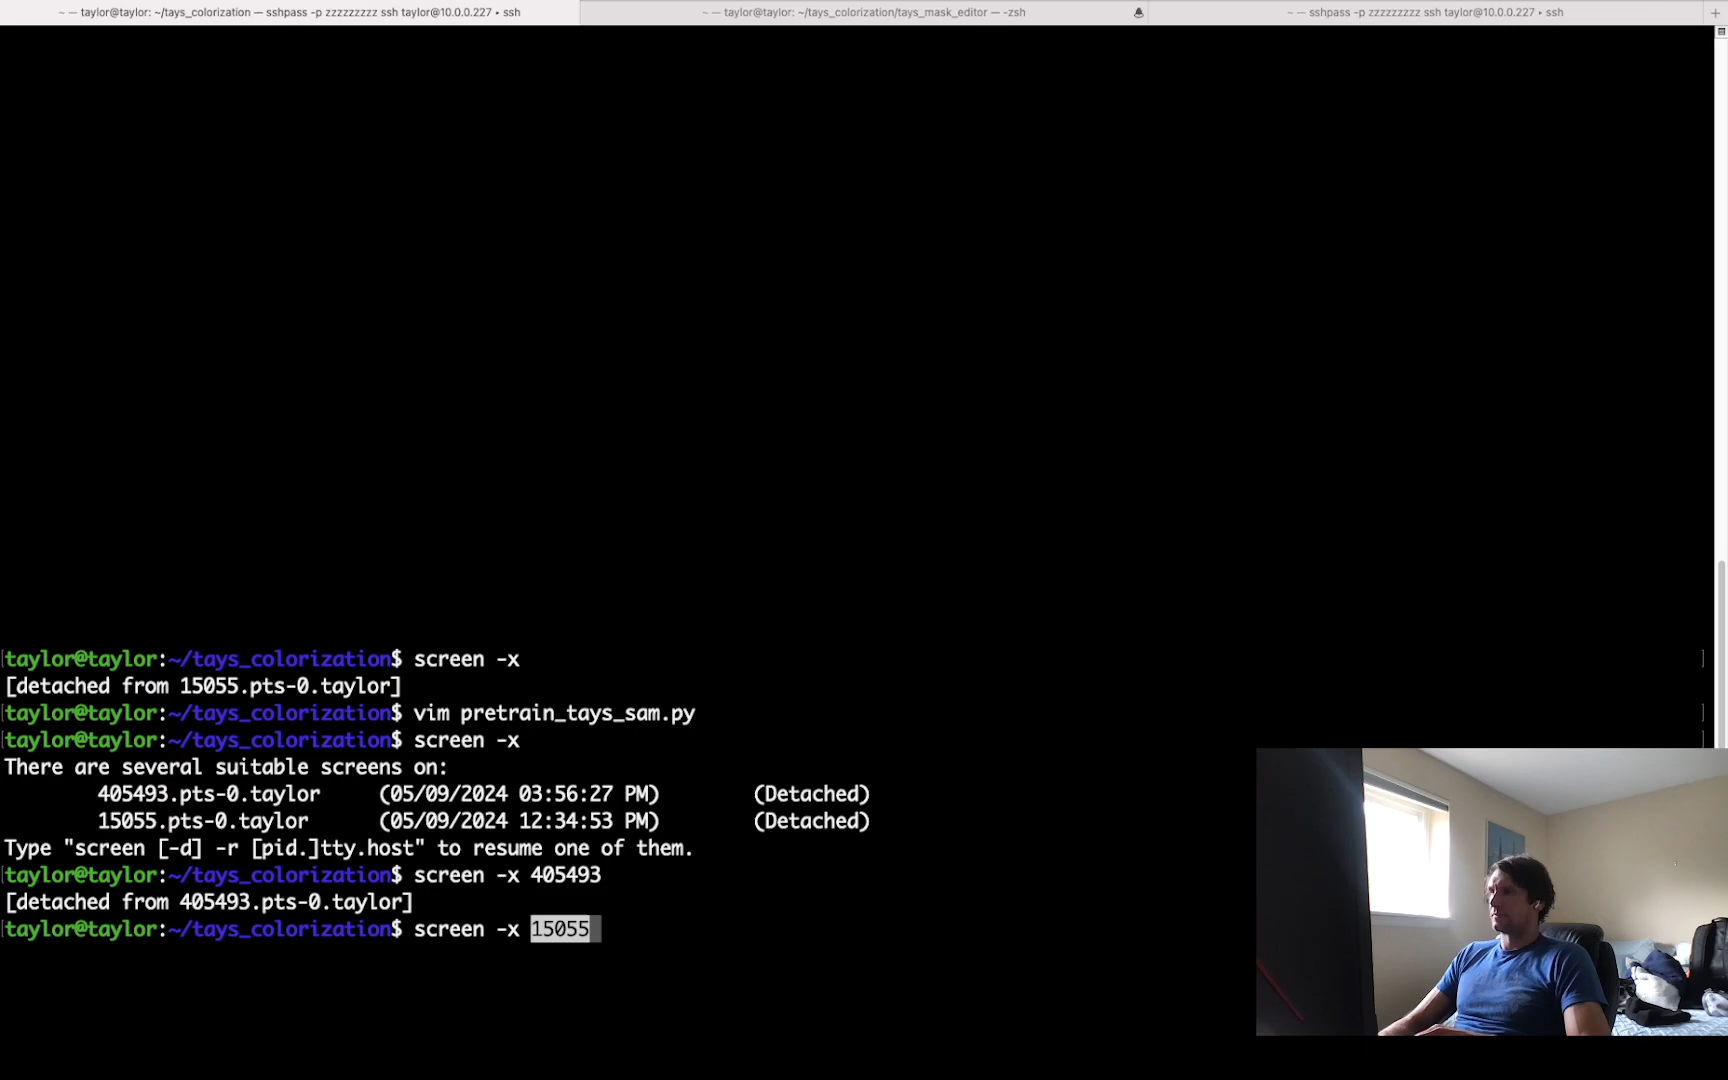 ~ — taylor@taylor: ~/tays_colorization — sshpass -p zzzzzzzzz ssh taylor@10.0.0.227 • ssh
~ — taylor@taylor: ~/tays_colorization/tays_mask_editor — -zsh
~ — sshpass -p zzzzzzzzz ssh taylor@10.0.0.227 • ssh
+
[taylor@taylor:~/tays_colorization$ screen -x ]
[detached from 15055.pts-0.taylor]
[taylor@taylor:~/tays_colorization$ vim pretrain_tays_sam.py ]
[taylor@taylor:~/tays_colorization$ screen -x ]
There are several suitable screens on:
405493.pts-0.taylor (05/09/2024 03:56:27 PM) (Detached)
15055.pts-0.taylor (05/09/2024 12:34:53 PM) (Detached)
Type "screen [-d] -r [pid.]tty.host" to resume one of them.
[taylor@taylor:~/tays_colorization$ screen -x 405493
[detached from 405493.pts-0.taylor]
[taylor@taylor:~/tays_colorization$ screen -x 15055